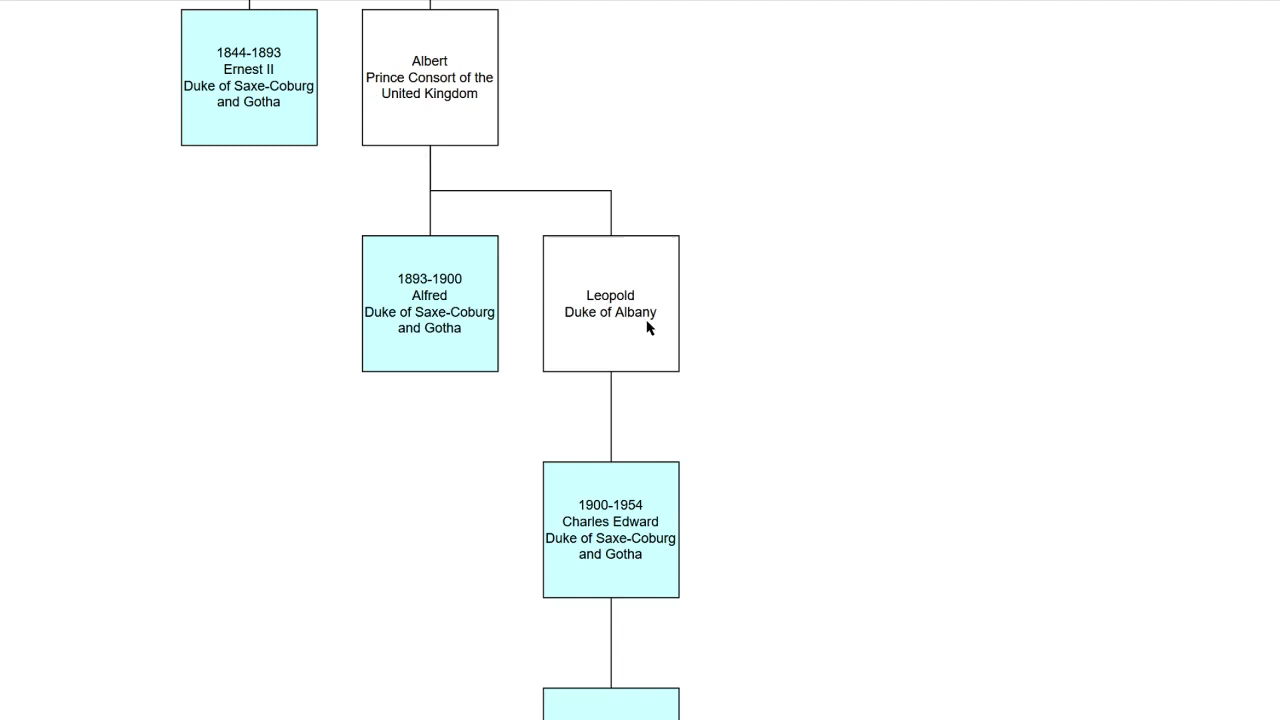 1844-1893
Ernest II
Duke of Saxe-Coburg
and Gotha
Albert
Prince Consort of the
United Kingdom
1893-1900
Alfred
Duke of Saxe-Coburg
and Gotha
Leopold
Duke of Albany
1900-1954
Charles Edward
Duke of Saxe-Coburg
and Gotha